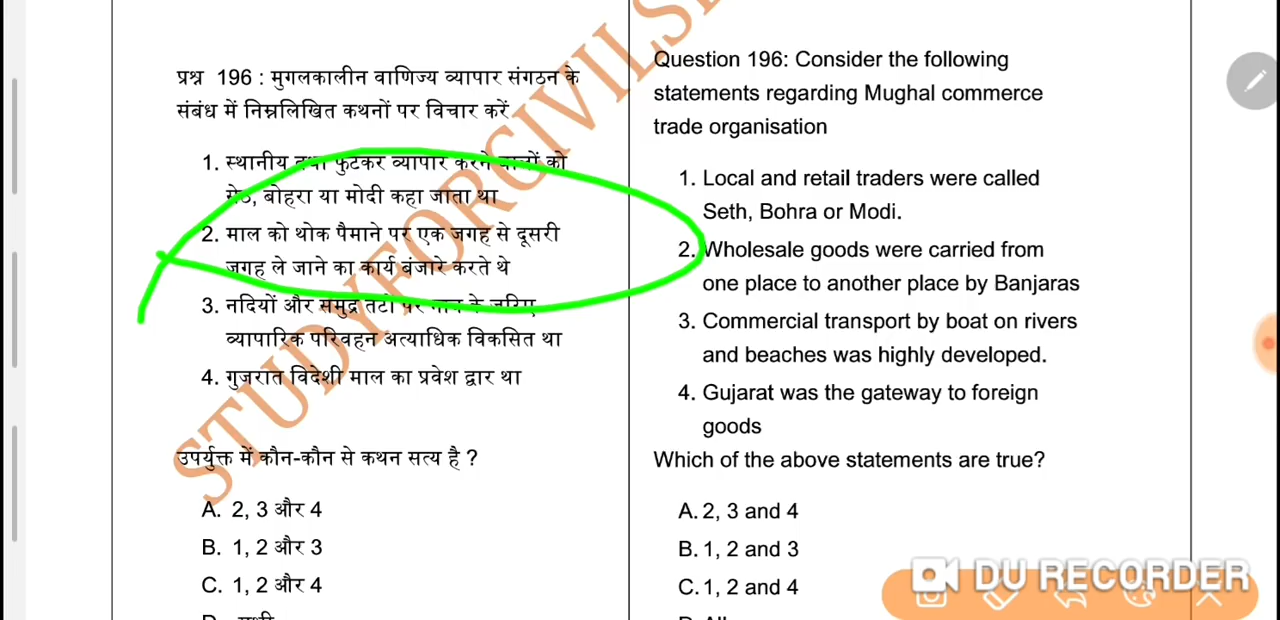 प्रश्न 196 : मुगलकालीन वाणिज्य व्यापार संगठन के
संबंध में निम्नलिखित कथनों पर विचार करें
1. स्थानीय तथा फुटकर व्यापार करने वालों को
सेठ, बोहरा या मोदी कहा जाता था
2. माल को थोक पैमाने पर एक जगह से दूसरी
जगह ले जाने का कार्य बंजारे करते थे
3. नदियों और समुद्र तटों पर नाव के जरिए
व्यापारिक परिवहन अत्याधिक विकसित था
4. गुजरात विदेशी माल का प्रवेश द्वार था
उपर्युक्त में कौन-कौन से कथन सत्य है ?
A. 2, 3 और 4
B. 1, 2 और 3
C. 1, 2 और 4
D. सभी
Question 196: Consider the following
statements regarding Mughal commerce
trade organisation
1. Local and retail traders were called
Seth, Bohra or Modi.
2. Wholesale goods were carried from
one place to another place by Banjaras
3. Commercial transport by boat on rivers
and beaches was highly developed.
4. Gujarat was the gateway to foreign
goods
Which of the above statements are true?
A. 2, 3 and 4
B. 1, 2 and 3
C. 1, 2 and 4
D. All
STUDYFORCIVILS
DU RECORDER